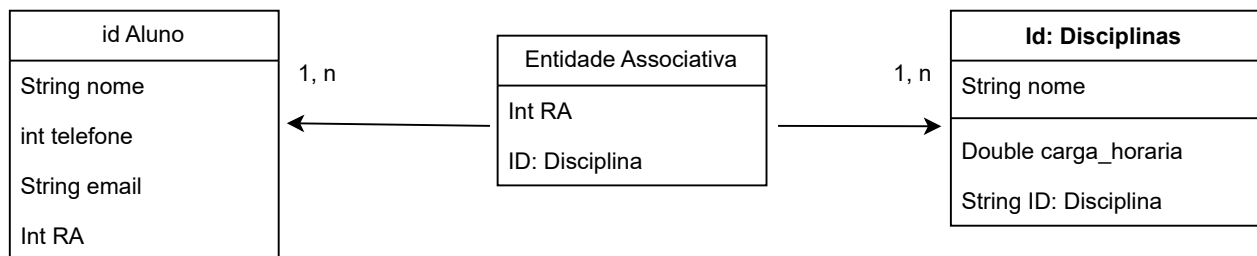 id Aluno
String nome
int telefone
String email
Int RA
1, n
Entidade Associativa
Int RA
ID: Disciplina
1, n
Id: Disciplinas
String nome
Double carga_horaria
String ID: Disciplina